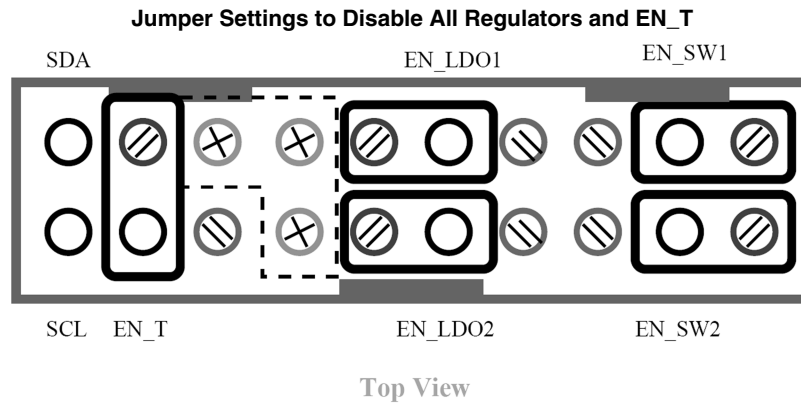 Jumper Settings to Disable All Regulators and EN_T
SDA
EN_LDO1
EN_SW1
SCL
EN_T
EN_LDO2
EN_SW2
Top View